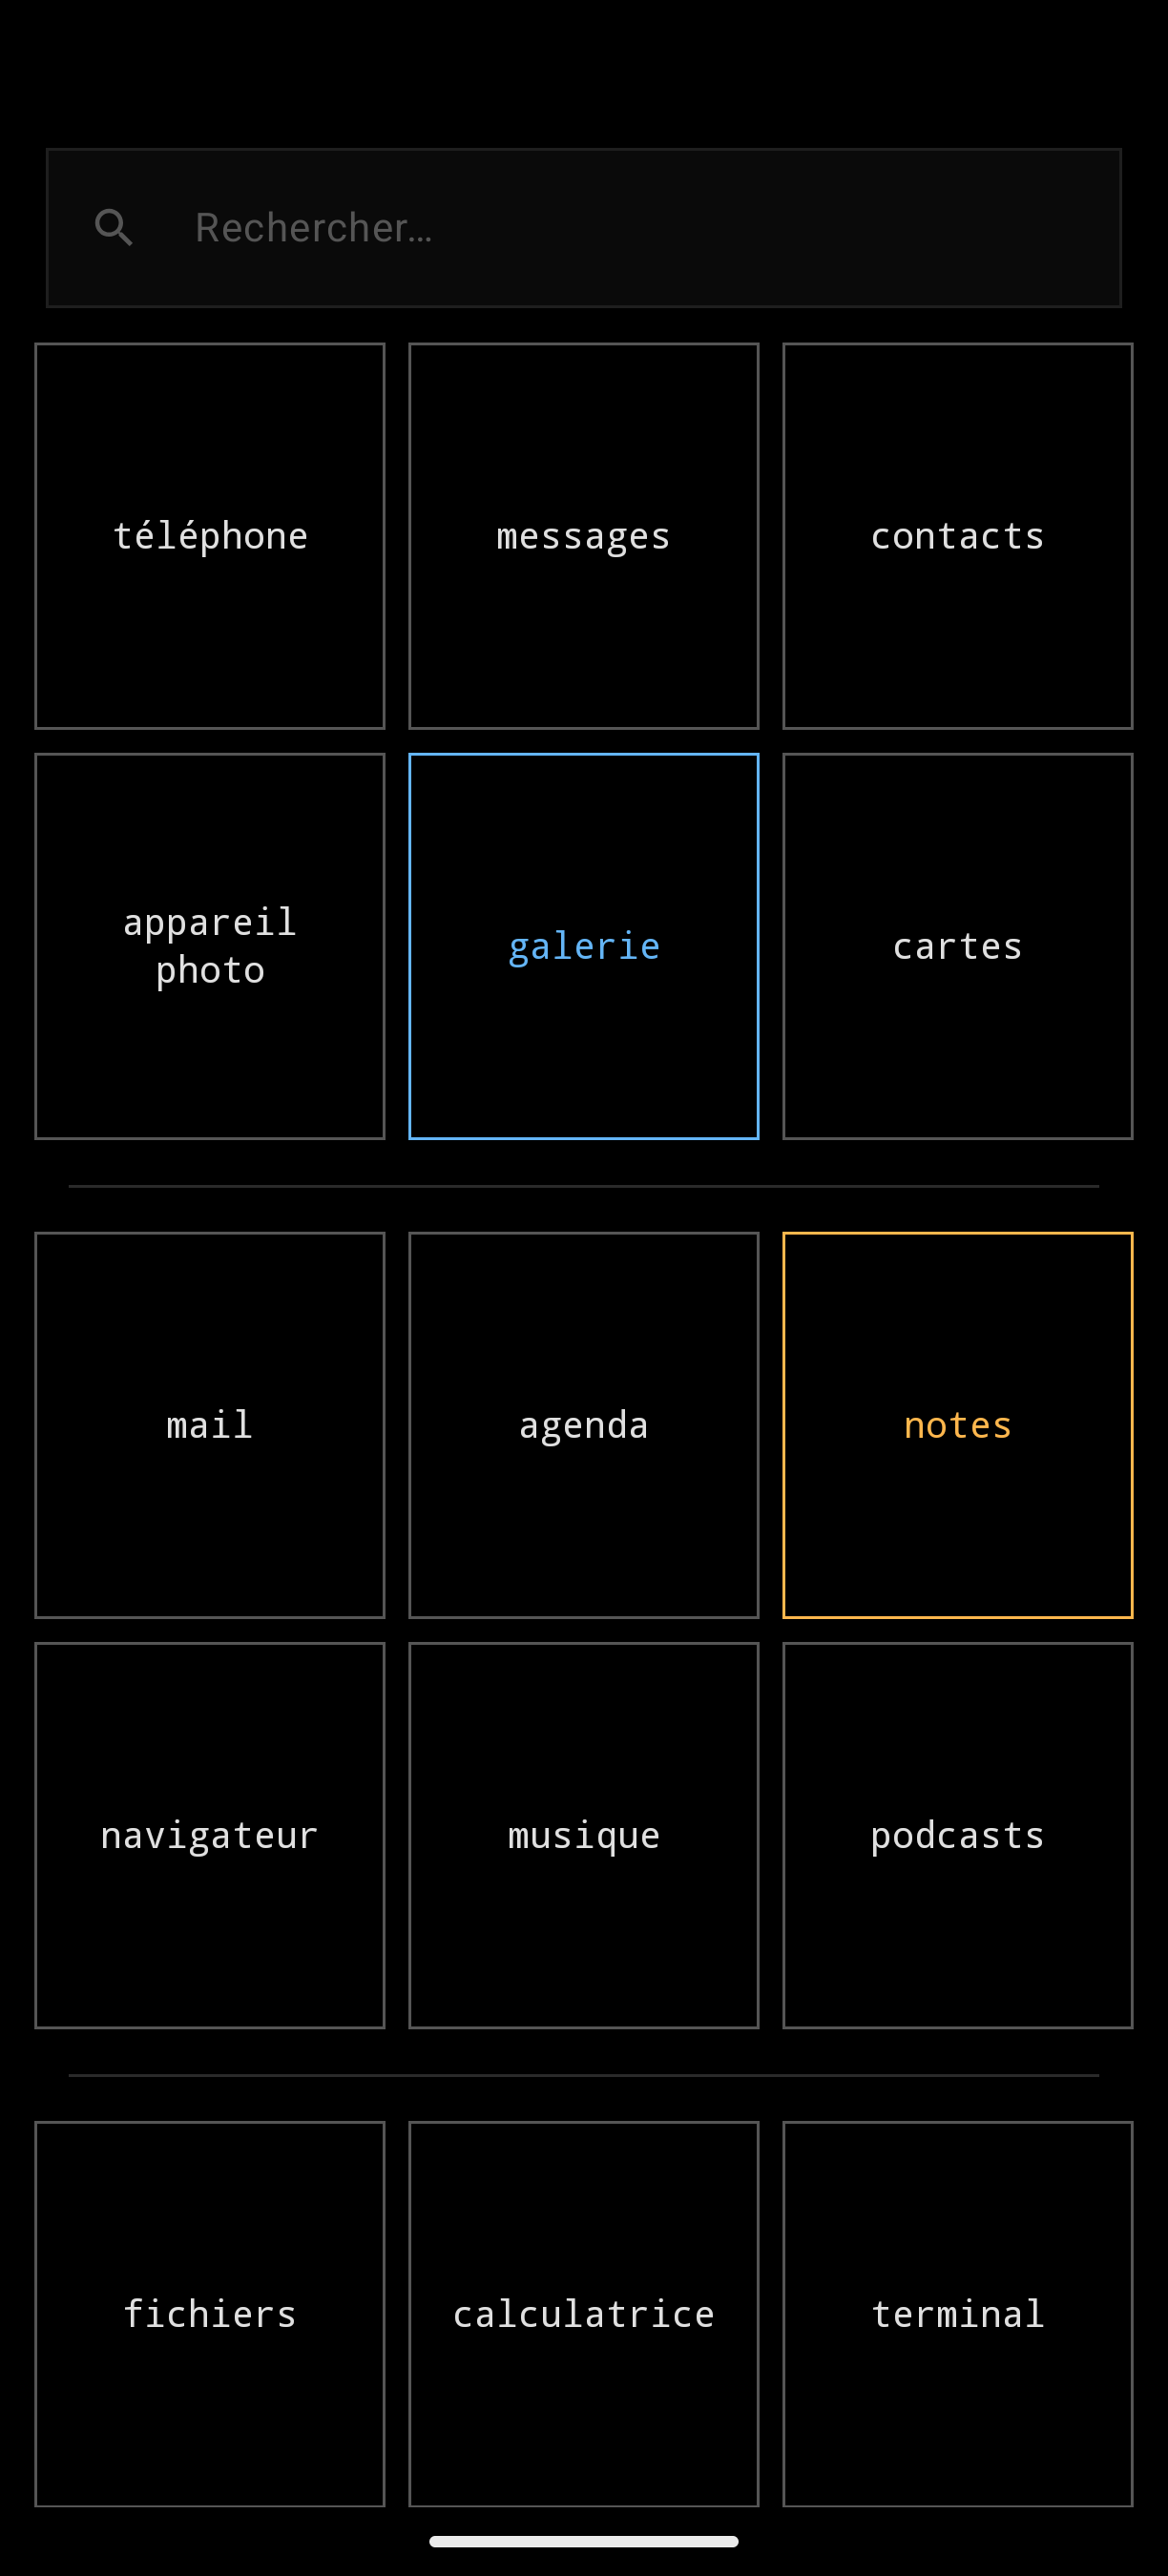 Rechercher…
téléphone
messages
contacts
appareil
photo
galerie
cartes
mail
agenda
notes
navigateur
musique
podcasts
fichiers
calculatrice
terminal